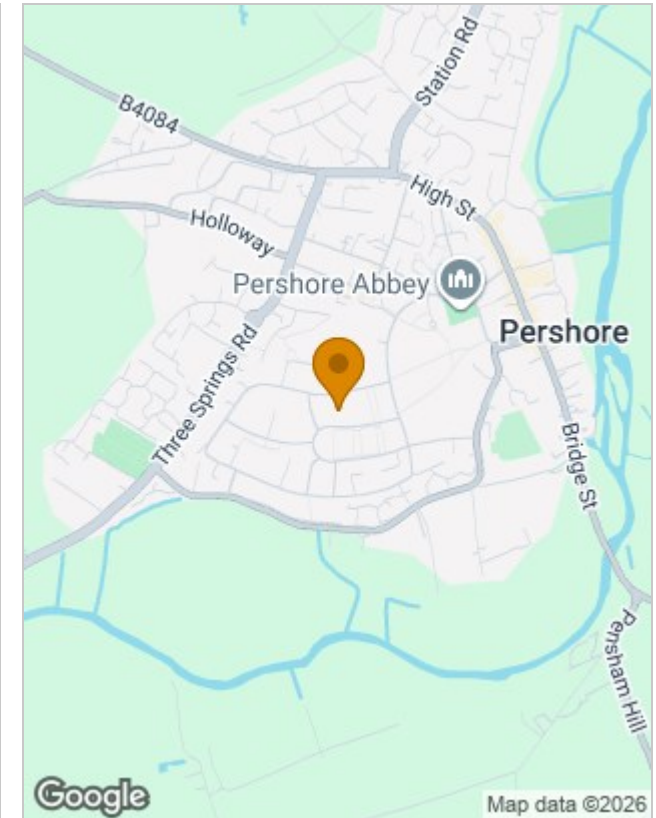 Station Rd
B4084
High St
Holloway
Pershore Abbey
Pershore
Three Springs Rd
Bridge St
Pensham Hill
Google
Map data ©2026